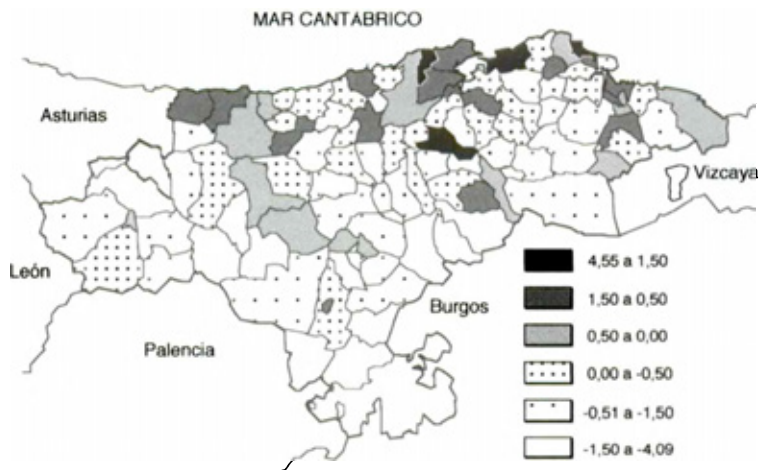 MAR CANTABRICO
Asturias
Vizcaya
León
Burgos
Palencia
4,55 a 1,50
1,50 a 0,50
0,50 a 0,00
0,00 a -0,50
-0,51 a -1,50
-1,50 a -4,09